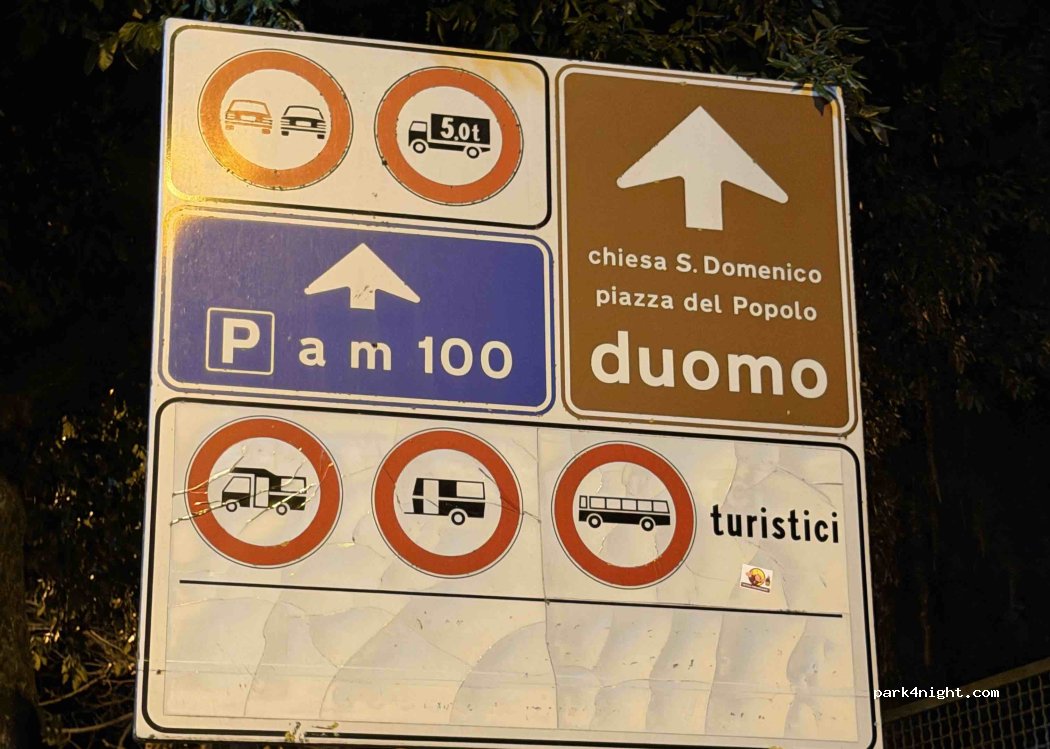 5.0t
P a m 100
chiesa S. Domenico
piazza del Popolo
duomo
turistici
park4night.com